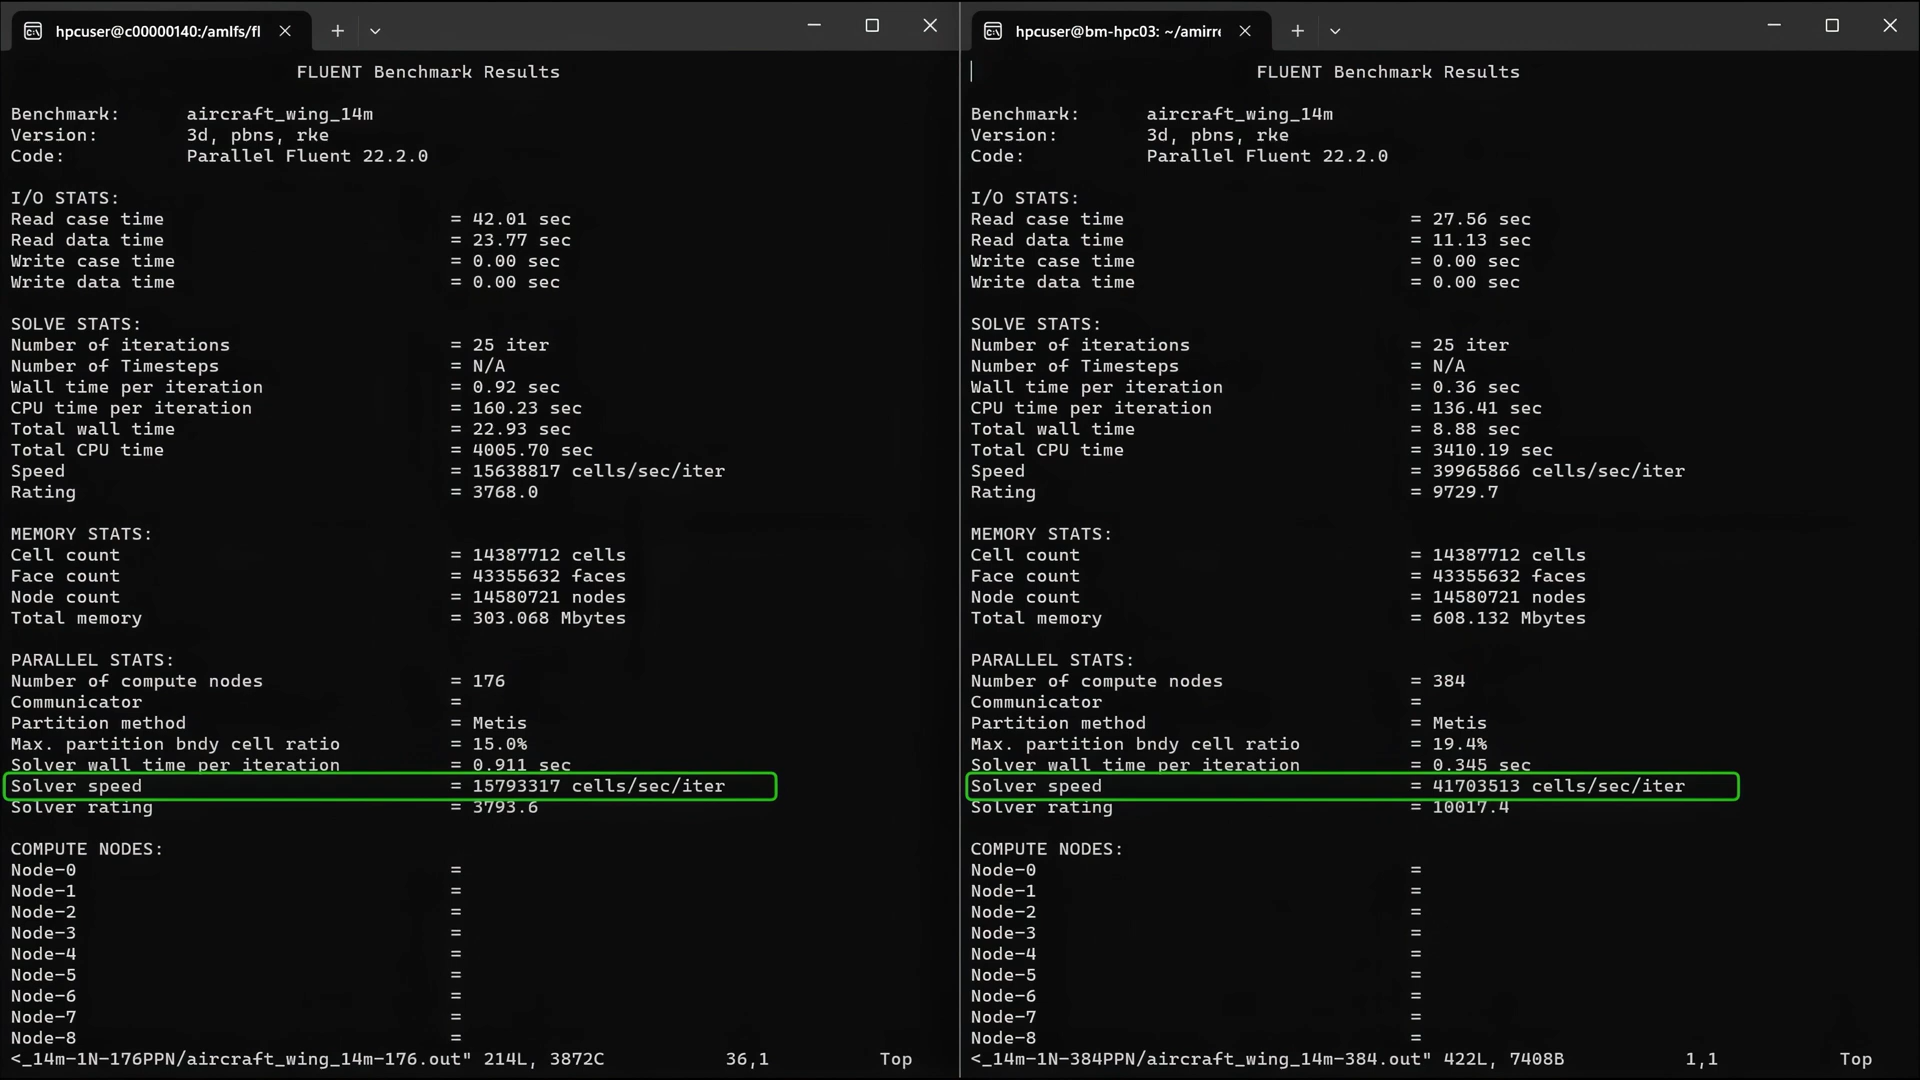 hpcuser@c00000140:/amlfs/fl
FLUENT Benchmark Results
Benchmark: aircraft_wing_14m
Version: 3d, pbns, rke
Code: Parallel Fluent 22.2.0
I/O STATS:
Read case time = 42.01 sec
Read data time = 23.77 sec
Write case time = 0.00 sec
Write data time = 0.00 sec
SOLVE STATS:
Number of iterations = 25 iter
Number of Timesteps = N/A
Wall time per iteration = 0.92 sec
CPU time per iteration = 160.23 sec
Total wall time = 22.93 sec
Total CPU time = 4005.70 sec
Speed = 15638817 cells/sec/iter
Rating = 3768.0
MEMORY STATS:
Cell count = 14387712 cells
Face count = 43355632 faces
Node count = 14580721 nodes
Total memory = 303.068 Mbytes
PARALLEL STATS:
Number of compute nodes = 176
Communicator =
Partition method = Metis
Max. partition bndy cell ratio = 15.0%
Solver wall time per iteration = 0.911 sec
Solver speed = 15793317 cells/sec/iter
Solver rating = 3793.6
COMPUTE NODES:
Node-0 =
Node-1 =
Node-2 =
Node-3 =
Node-4 =
Node-5 =
Node-6 =
Node-7 =
Node-8 =
<_14m-1N-176PPN/aircraft_wing_14m-176.out" 214L, 3872C 36,1 Top
hpcuser@bm-hpc03: ~/amirre
FLUENT Benchmark Results
Benchmark: aircraft_wing_14m
Version: 3d, pbns, rke
Code: Parallel Fluent 22.2.0
I/O STATS:
Read case time = 27.56 sec
Read data time = 11.13 sec
Write case time = 0.00 sec
Write data time = 0.00 sec
SOLVE STATS:
Number of iterations = 25 iter
Number of Timesteps = N/A
Wall time per iteration = 0.36 sec
CPU time per iteration = 136.41 sec
Total wall time = 8.88 sec
Total CPU time = 3410.19 sec
Speed = 39965866 cells/sec/iter
Rating = 9729.7
MEMORY STATS:
Cell count = 14387712 cells
Face count = 43355632 faces
Node count = 14580721 nodes
Total memory = 608.132 Mbytes
PARALLEL STATS:
Number of compute nodes = 384
Communicator =
Partition method = Metis
Max. partition bndy cell ratio = 19.4%
Solver wall time per iteration = 0.345 sec
Solver speed = 41703513 cells/sec/iter
Solver rating = 10017.4
COMPUTE NODES:
Node-0 =
Node-1 =
Node-2 =
Node-3 =
Node-4 =
Node-5 =
Node-6 =
Node-7 =
Node-8 =
<_14m-1N-384PPN/aircraft_wing_14m-384.out" 422L, 7408B 1,1 Top